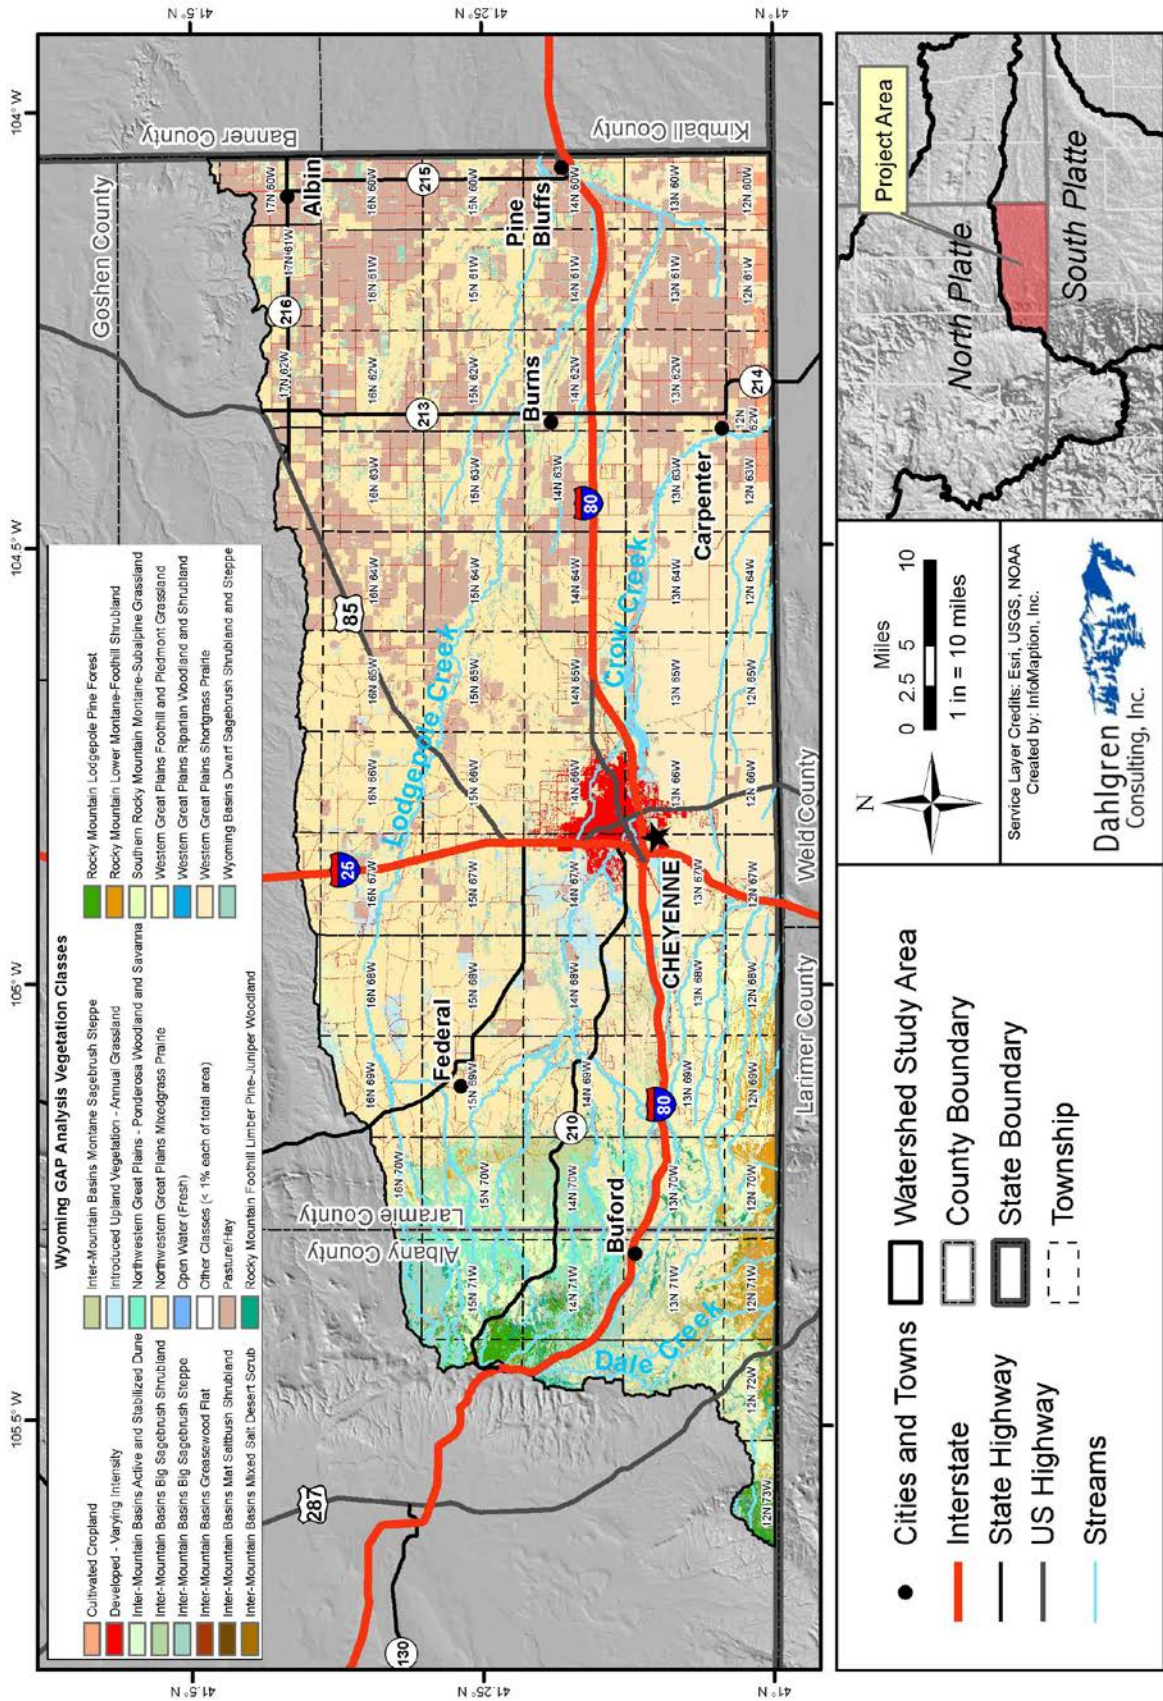 Wyoming GAP Analysis Vegetation Classes
Cultivated Cropland
Developed - Varying Intensity
Inter-Mountain Basins Active and Stabilized Dune
Inter-Mountain Basins Big Sagebrush Shrubland
Inter-Mountain Basins Big Sagebrush Steppe
Inter-Mountain Basins Greasewood Flat
Inter-Mountain Basins Mat Saltbush Shrubland
Inter-Mountain Basins Mixed Salt Desert Scrub
Inter-Mountain Basins Montane Sagebrush Steppe
Introduced Upland Vegetation - Annual Grassland
Northwestern Great Plains - Ponderosa Woodland and Savanna
Northwestern Great Plains Mixedgrass Prairie
Open Water (Fresh)
Other Classes (< 1% each of total area)
Pasture/Hay
Rocky Mountain Foothill Limber Pine-Juniper Woodland
Rocky Mountain Lodgepole Pine Forest
Rocky Mountain Lower Montane-Foothill Shrubland
Southern Rocky Mountain Montane-Subalpine Grassland
Western Great Plains Foothill and Piedmont Grassland
Western Great Plains Riparian Woodland and Shrubland
Western Great Plains Shortgrass Prairie
Wyoming Basins Dwarf Sagebrush Shrubland and Steppe
105.5° W
105° W
104.5° W
104° W
41.5° N
41.25° N
41° N
41.5° N
41.25° N
41° N
Goshen County
Banner County
Kimball County
Albany County
Laramie County
Larimer County
Weld County
130
287
210
25
85
216
213
215
214
80
80
Albin
Pine
Bluffs
Burns
Carpenter
Federal
Buford
CHEYENNE
Lodgepole Creek
Crow Creek
Dale Creek
17N 62W
17N 61W
17N 60W
16N 70W
16N 69W
16N 68W
16N 67W
16N 66W
16N 65W
16N 64W
16N 63W
16N 62W
16N 61W
16N 60W
15N 71W
15N 70W
15N 69W
15N 68W
15N 67W
15N 66W
15N 65W
15N 64W
15N 63W
15N 62W
15N 61W
15N 60W
14N 71W
14N 70W
14N 69W
14N 68W
14N 67W
14N 66W
14N 65W
14N 64W
14N 63W
14N 62W
14N 61W
14N 60W
13N 71W
13N 70W
13N 69W
13N 68W
13N 67W
13N 66W
13N 65W
13N 64W
13N 63W
13N 60W
13N 61W
13N 60W
12N 73W
12N 72W
12N 71W
12N 70W
12N 69W
12N 68W
12N 67W
12N 66W
12N 65W
12N 64W
12N 63W
12N
62W
12N 61W
12N 60W
Cities and Towns
Interstate
State Highway
US Highway
Streams
Watershed Study Area
County Boundary
State Boundary
Township
N
Miles
0 2.5 5 10
1 in = 10 miles
Service Layer Credits: Esri, USGS, NOAA
Created by: InfoMaption, Inc.
Dahlgren
Consulting, Inc.
Project Area
North Platte
South Platte